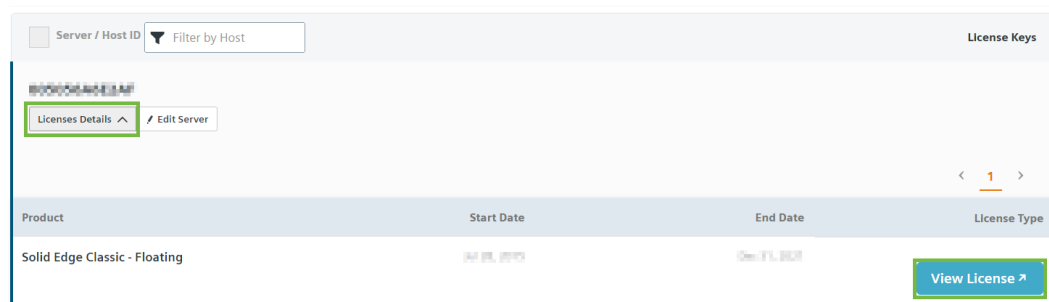 Server / Host ID Filter by Host License Keys
Licenses Details Edit Server
1
Product Start Date End Date License Type
Solid Edge Classic - Floating
View License